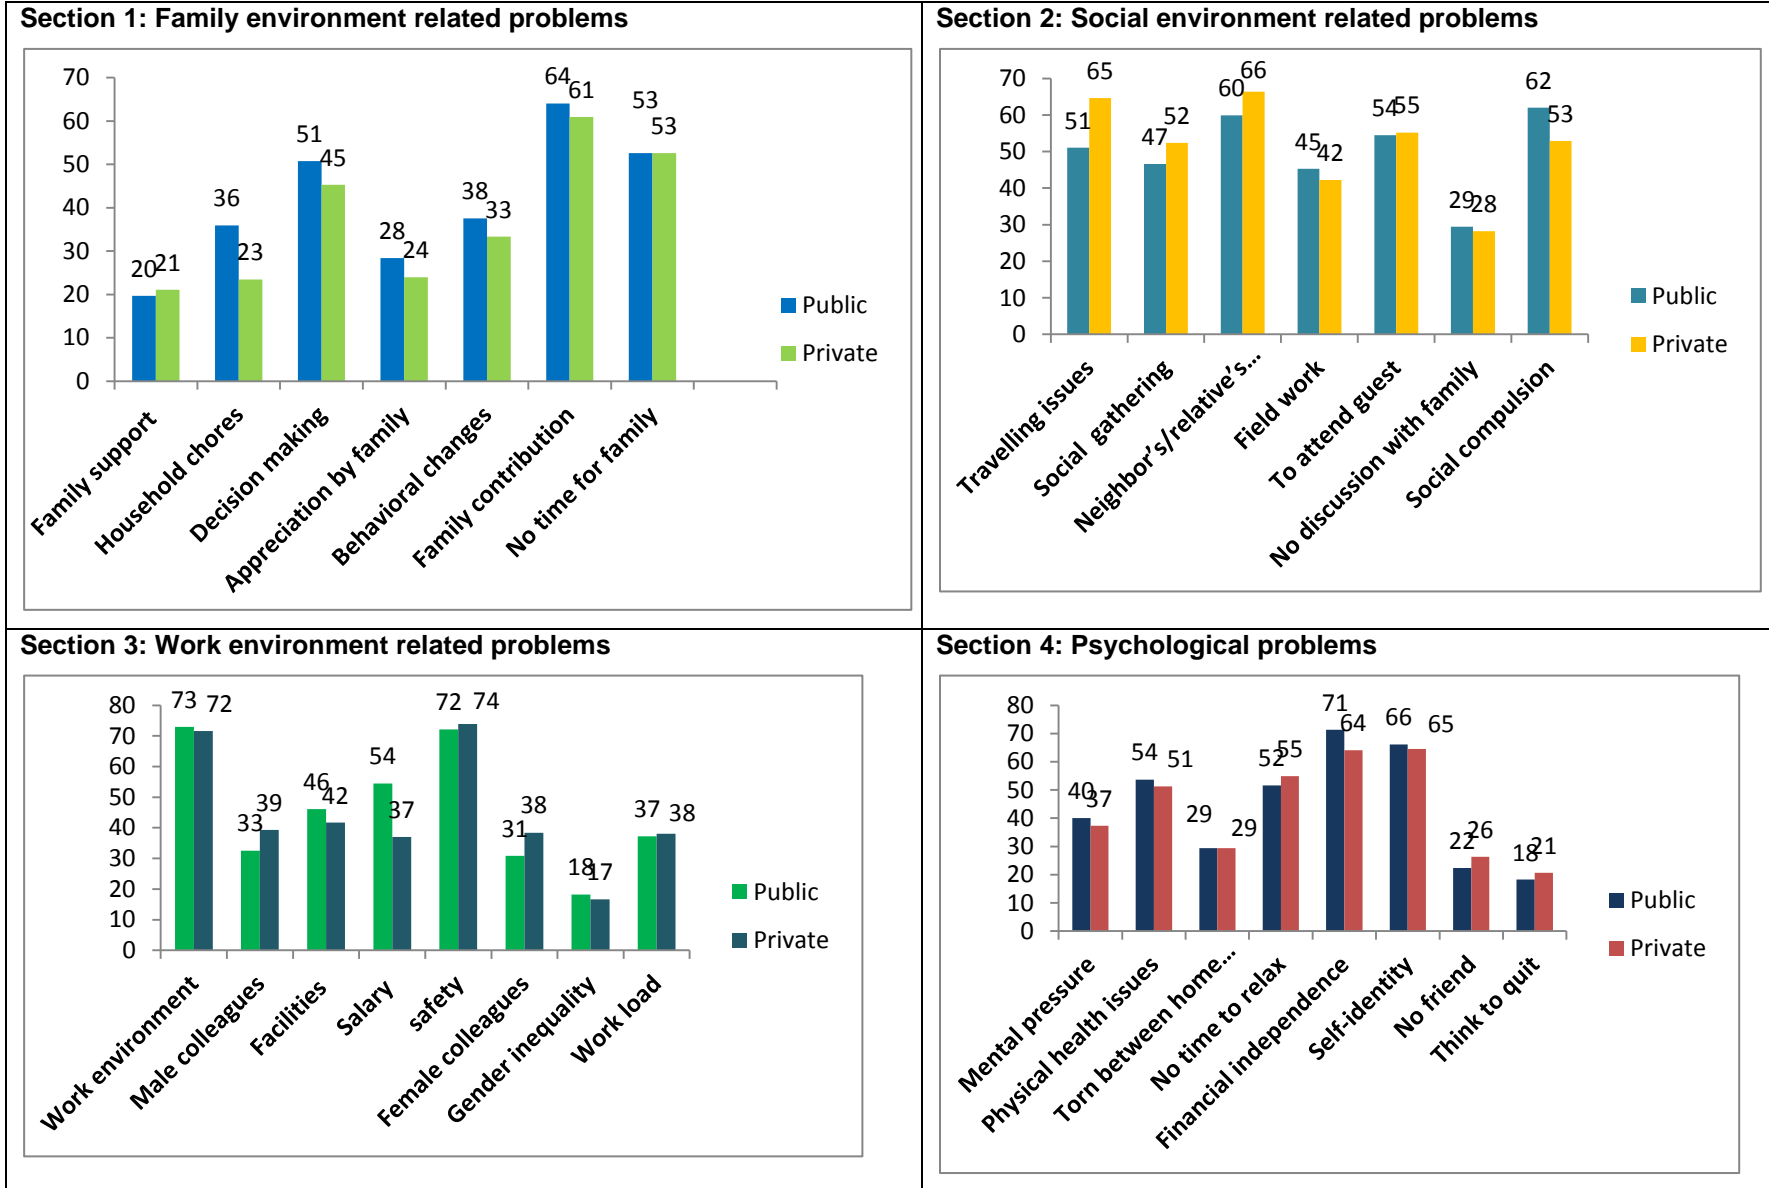 Section 1: Family environment related problems
70
60
50
40
30
20
10
0
20
21
36
23
51
45
28
24
38
33
64
61
53
53
Family support
Household chores
Decision making
Appreciation by family
Behavioral changes
Family contribution
No time for family
Public
Private
Section 2: Social environment related problems
70
60
50
40
30
20
10
0
51
65
47
52
60
66
45
42
54
55
29
28
62
53
Travelling issues
Social gathering
Neighbor's/relative's...
Field work
To attend guest
No discussion with family
Social compulsion
Public
Private
Section 3: Work environment related problems
80
70
60
50
40
30
20
10
0
73
72
33
39
46
42
54
37
72
74
31
38
18
17
37
38
Work environment
Male colleagues
Facilities
Salary
safety
Female colleagues
Gender inequality
Work load
Public
Private
Section 4: Psychological problems
80
70
60
50
40
30
20
10
0
40
37
54
51
29
29
52
55
71
64
66
65
22
26
18
21
Mental pressure
Physical health issues
Torn between home...
No time to relax
Financial independence
Self-identity
No friend
Think to quit
Public
Private